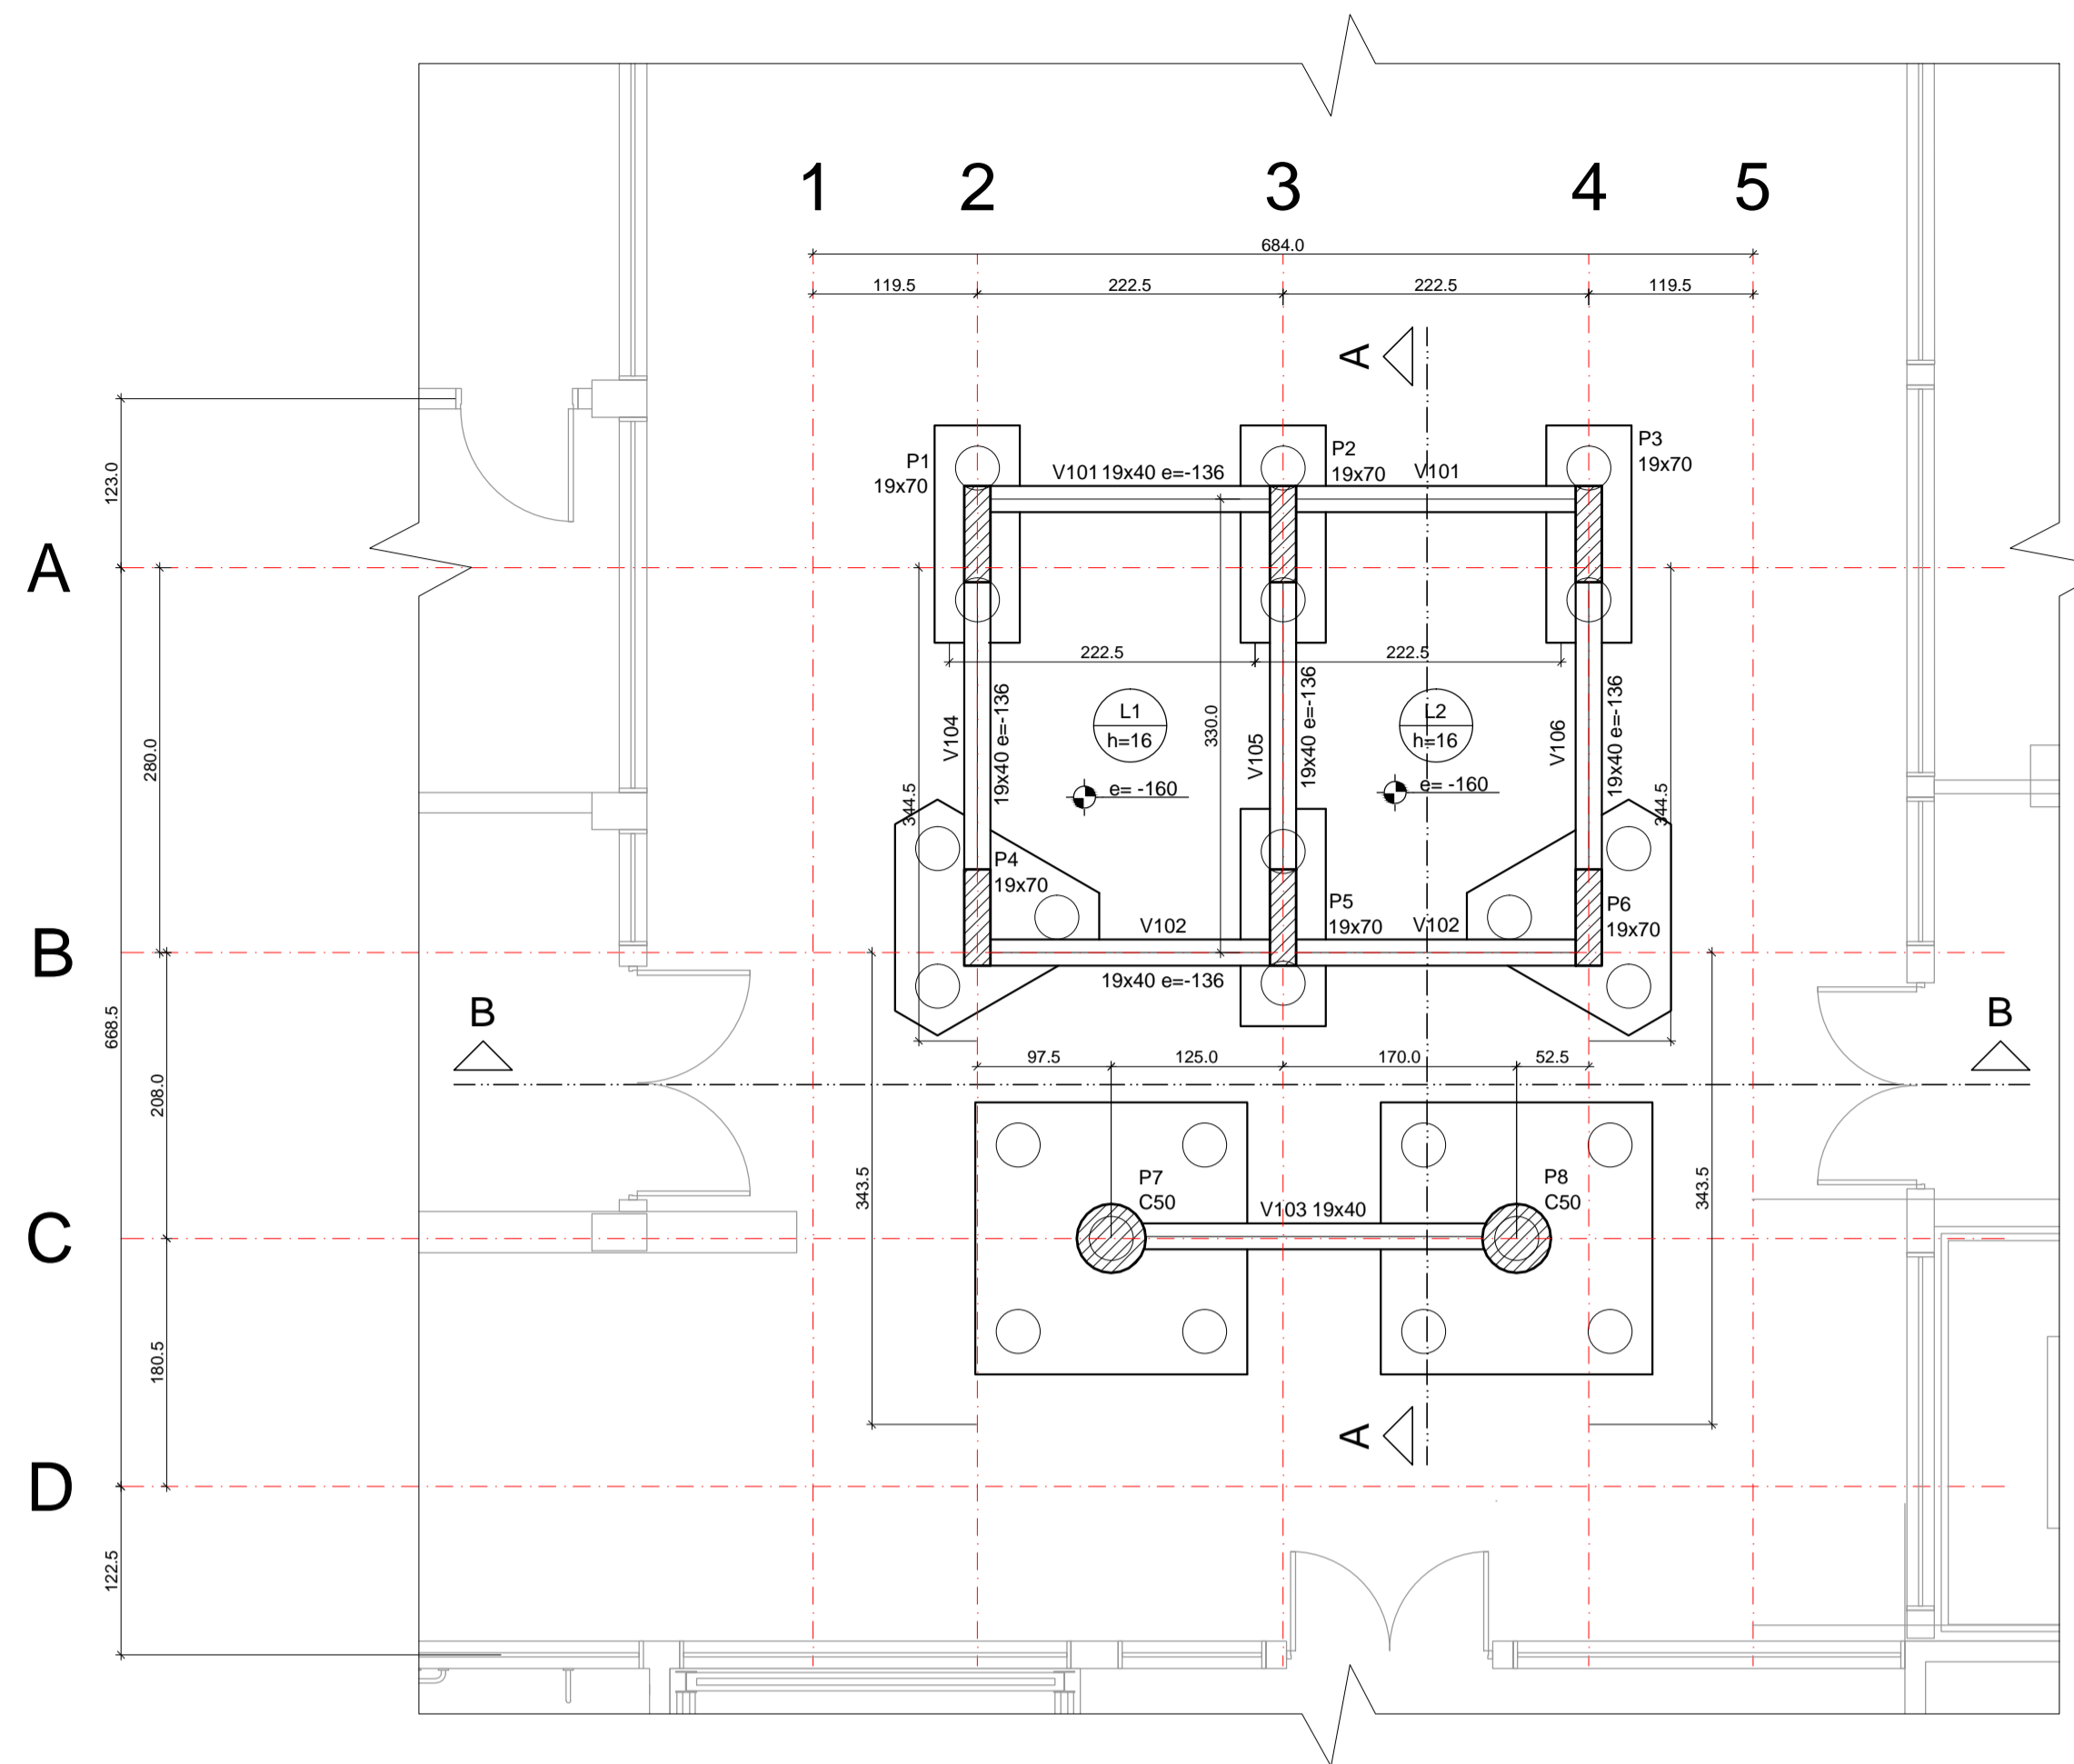 1 2 3 4 5
684.0
119.5 222.5 222.5 119.5
A
P1
19x70
V101 19x40 e=-136
P2
19x70
V101
P3
19x70
123.0
A
222.5 222.5
280.0
344.5
V104
19x40 e=-136
L1
h=16
e= -160
330.0
V105
19x40 e=-136
L2
h=16
e= -160
V106
19x40 e=-136
344.5
P4
19x70
V102
19x40 e=-136
P5
19x70
V102
P6
19x70
B
B
B
668.5
208.0
97.5 125.0 170.0 52.5
343.5
P7
C50
V103 19x40
P8
C50
343.5
C
180.5
A
D
122.5